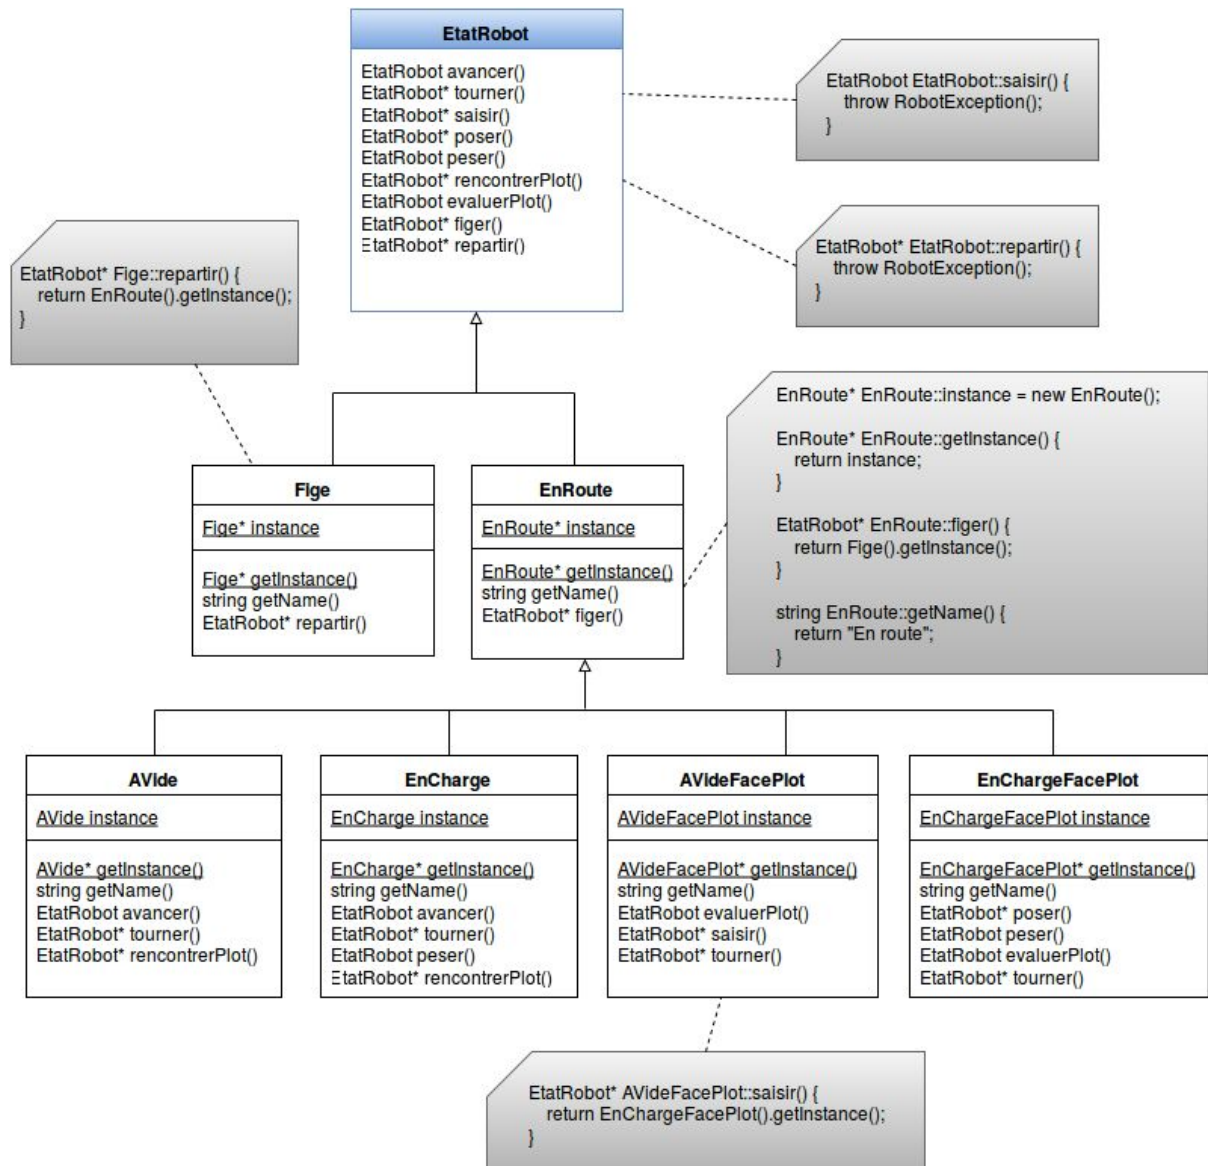 EtatRobot
EtatRobot avancer()
EtatRobot* tourner()
EtatRobot* saisir()
EtatRobot* poser()
EtatRobot peser()
EtatRobot* rencontrerPlot()
EtatRobot evaluerPlot()
EtatRobot* figer()
EtatRobot* repartir()
EtatRobot EtatRobot::saisir() {
throw RobotException();
}
EtatRobot* EtatRobot::repartir() {
throw RobotException();
}
EtatRobot* Fige::repartir() {
return EnRoute().getInstance();
}
EnRoute* EnRoute::instance = new EnRoute();
EnRoute* EnRoute::getInstance() {
return instance;
}
EtatRobot* EnRoute::figer() {
return Fige().getInstance();
}
string EnRoute::getName() {
return "En route";
}
Fige
Fige* instance
Fige* getInstance()
string getName()
EtatRobot* repartir()
EnRoute
EnRoute* instance
EnRoute* getInstance()
string getName()
EtatRobot* figer()
AVide
AVide instance
AVide* getInstance()
string getName()
EtatRobot avancer()
EtatRobot* tourner()
EtatRobot* rencontrerPlot()
EnCharge
EnCharge instance
EnCharge* getInstance()
string getName()
EtatRobot avancer()
EtatRobot* tourner()
EtatRobot peser()
EtatRobot* rencontrerPlot()
AVideFacePlot
AVideFacePlot instance
AVideFacePlot* getInstance()
string getName()
EtatRobot evaluerPlot()
EtatRobot* saisir()
EtatRobot* tourner()
EnChargeFacePlot
EnChargeFacePlot instance
EnChargeFacePlot* getInstance()
string getName()
EtatRobot* poser()
EtatRobot peser()
EtatRobot evaluerPlot()
EtatRobot* tourner()
EtatRobot* AVideFacePlot::saisir() {
return EnChargeFacePlot().getInstance();
}